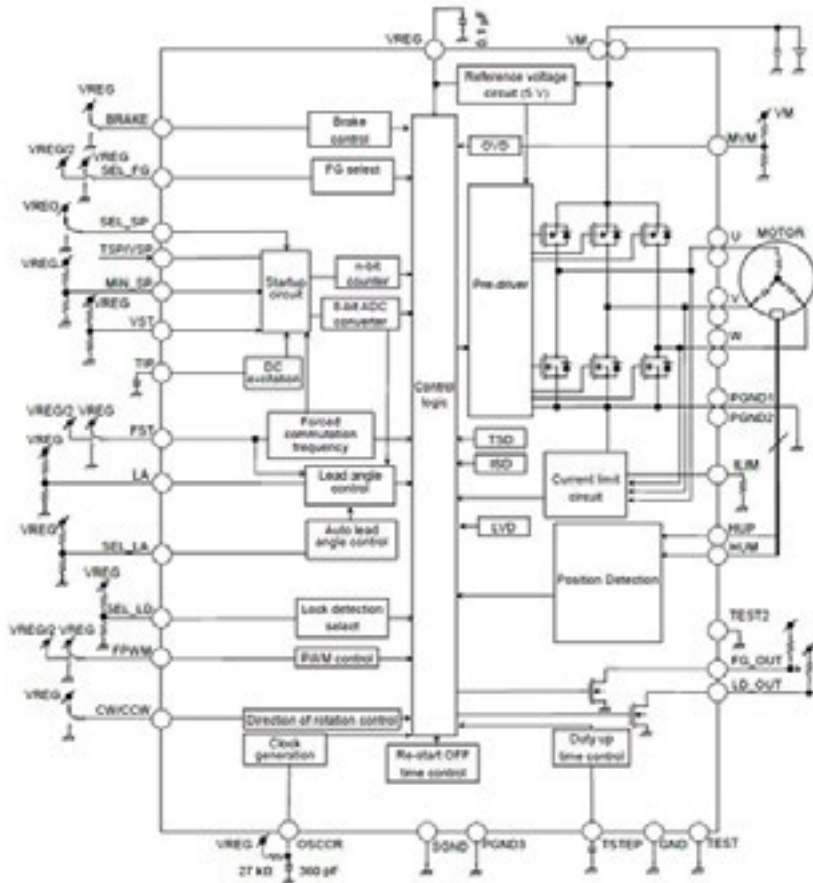 VREG
0.1 µF
VM
VREG
BRAKE
Brake
control
Reference voltage
circuit (5 V)
OVD
MVM
VM
VREG/2
VREG
SEL_FG
FG select
VREG
SEL_SP
TSP/VSP
VREG
MIN_SP
VREG
VST
Startup
circuit
n-bit
counter
8-bit ADC
converter
TIP
DC
excitation
Control
logic
Pre-driver
U
MOTOR
V
W
PGND1
PGND2
VREG/2
VREG
FST
Forced
commutation
frequency
VREG
LA
Lead angle
control
TSD
ISD
Current limit
circuit
ILIM
VREG
SEL_LA
Auto lead
angle control
LVD
HUP
HUM
Position Detection
VREG
SEL_LD
Lock detection
select
TEST2
VREG/2
VREG
FPWM
PWM control
FG_OUT
LD_OUT
VREG
CW/CCW
Direction of rotation control
Clock
generation
Re-start OFF
time control
Duty up
time control
VREG
OSCCR
27 kΩ
360 pF
SGND
PGND3
TSTEP
GND
TEST